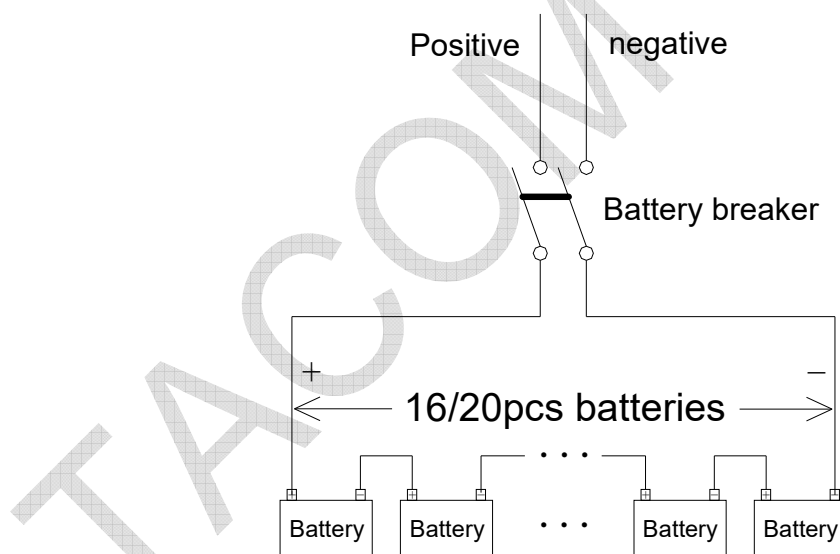 Positive negative
Battery breaker
+ −
16/20pcs batteries
• • •
+ − + − + − + −
Battery Battery • • • Battery Battery
TACOM